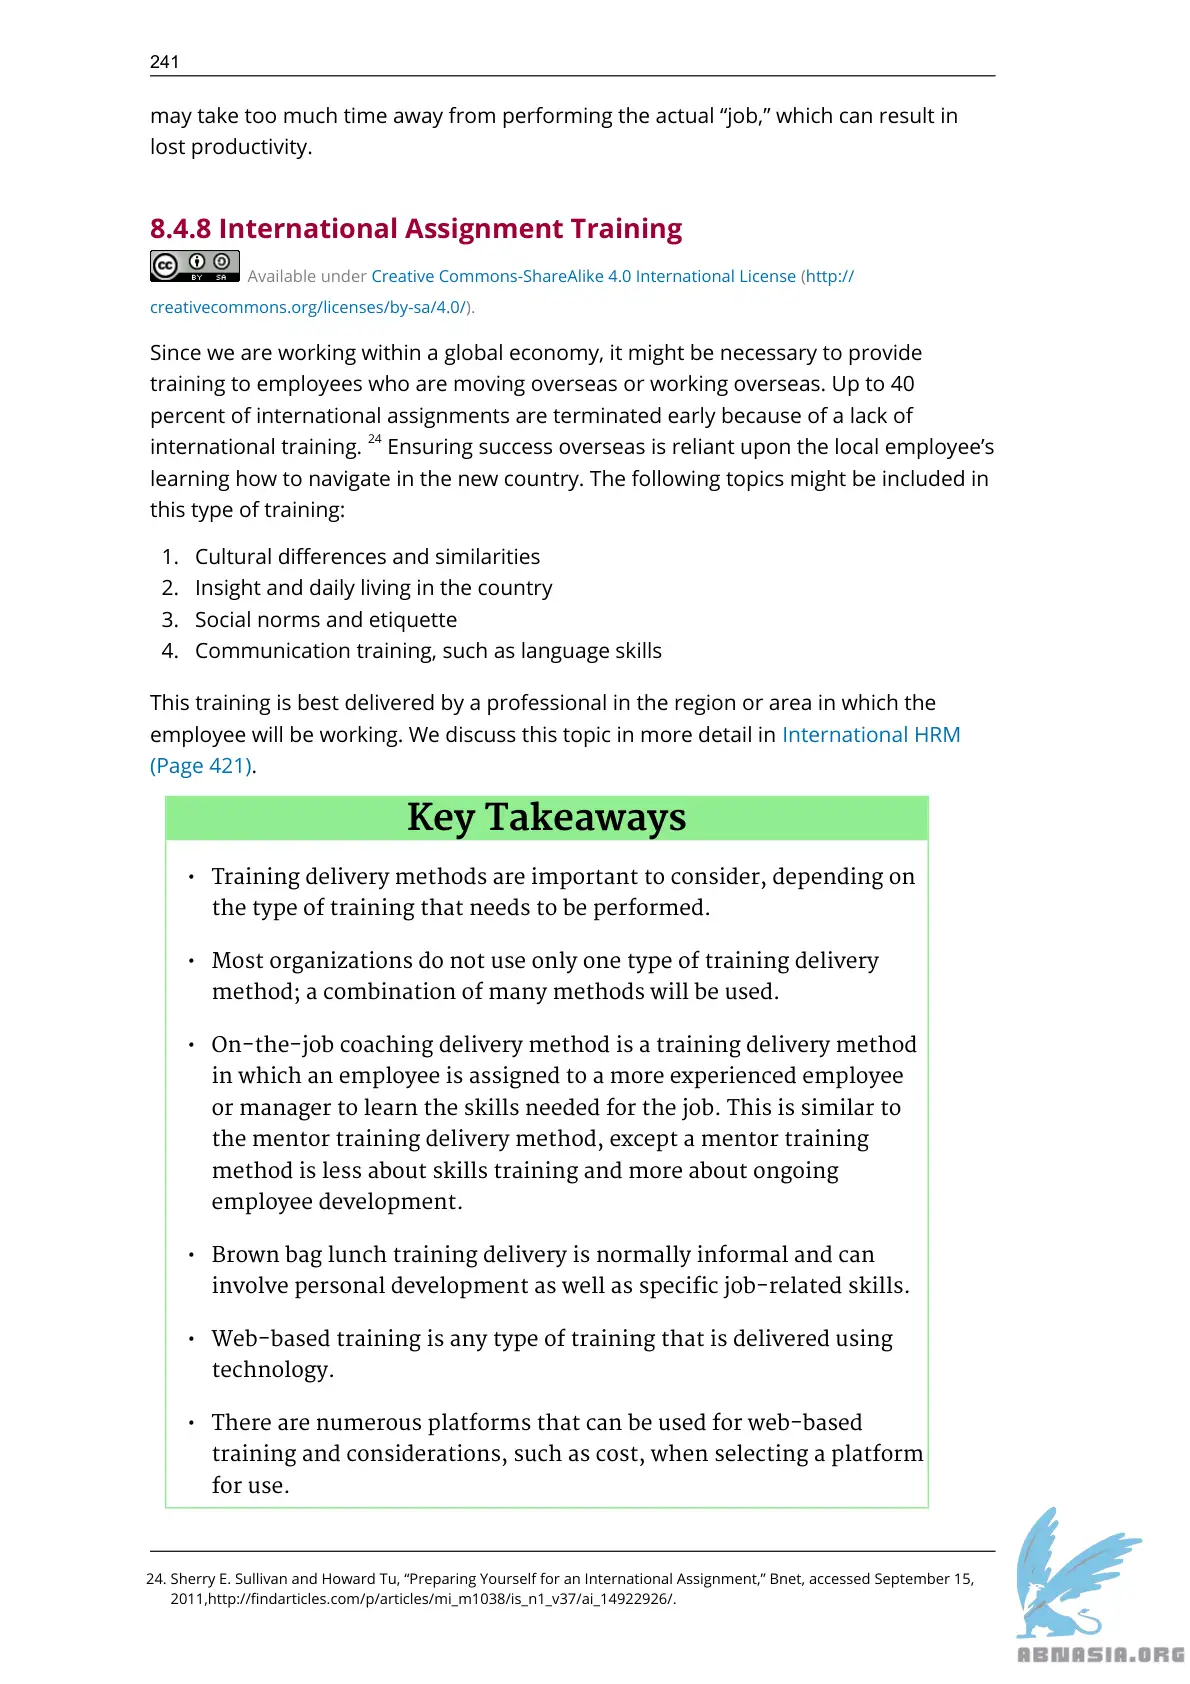 241
may take too much time away from performing the actual “job,” which can result in
lost productivity.
8.4.8 International Assignment Training
cc BY SA Available under Creative Commons-ShareAlike 4.0 International License (http://
creativecommons.org/licenses/by-sa/4.0/).
Since we are working within a global economy, it might be necessary to provide
training to employees who are moving overseas or working overseas. Up to 40
percent of international assignments are terminated early because of a lack of
international training. 24 Ensuring success overseas is reliant upon the local employee’s
learning how to navigate in the new country. The following topics might be included in
this type of training:
1. Cultural differences and similarities
2. Insight and daily living in the country
3. Social norms and etiquette
4. Communication training, such as language skills
This training is best delivered by a professional in the region or area in which the
employee will be working. We discuss this topic in more detail in International HRM
(Page 421).
Key Takeaways
• Training delivery methods are important to consider, depending on
the type of training that needs to be performed.
• Most organizations do not use only one type of training delivery
method; a combination of many methods will be used.
• On-the-job coaching delivery method is a training delivery method
in which an employee is assigned to a more experienced employee
or manager to learn the skills needed for the job. This is similar to
the mentor training delivery method, except a mentor training
method is less about skills training and more about ongoing
employee development.
• Brown bag lunch training delivery is normally informal and can
involve personal development as well as specific job-related skills.
• Web-based training is any type of training that is delivered using
technology.
• There are numerous platforms that can be used for web-based
training and considerations, such as cost, when selecting a platform
for use.
24. Sherry E. Sullivan and Howard Tu, “Preparing Yourself for an International Assignment,” Bnet, accessed September 15,
2011,http://findarticles.com/p/articles/mi_m1038/is_n1_v37/ai_14922926/.
ABNASIA.ORG